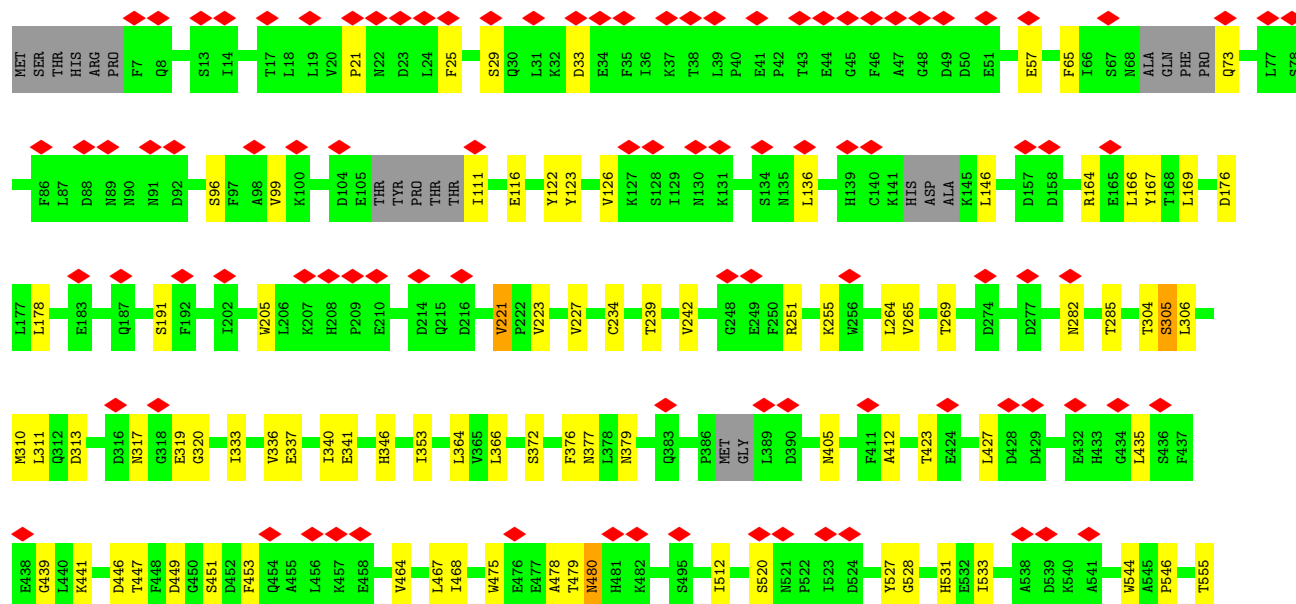 MET SER THR HIS ARG PRO F7 Q8 S13 I14 T17 L18 L19 V20 P21 N22 D23 L24 F25 S29 Q30 L31 K32 D33 E34 F35 I36 K37 T38 L39 P40 E41 P42 T43 E44 G45 F46 A47 G48 D49 D50 E51 E57 F65 I66 S67 N68 ALA GLN PHE PRO Q73 L77 S78
F86 L87 D88 N89 N90 N91 D92 S96 F97 A98 V99 K100 D104 E105 THR TYR PRO THR THR I111 E116 Y122 Y123 V126 K127 S128 I129 N130 K131 S134 N135 L136 H139 C140 K141 HIS ASP ALA K145 L146 D157 D158 R164 E165 L166 Y167 T168 L169 D176
L177 L178 E183 Q187 S191 F192 I202 W205 L206 K207 H208 P209 E210 D214 Q215 D216 V221 P222 V223 V227 C234 T239 V242 G248 E249 F250 R251 K255 W256 L264 V265 T269 D274 D277 N282 T285 T304 S305 L306
M310 L311 Q312 D313 D316 N317 G318 E319 G320 I333 V336 E337 I340 E341 H346 I353 L364 V365 L366 S372 F376 N377 L378 N379 Q383 P386 MET GLY L389 D390 N405 F411 A412 T423 E424 L427 D428 D429 E432 H433 G434 L435 S436 F437
E438 G439 L440 K441 D446 T447 F448 D449 G450 S451 D452 F453 Q454 A455 L456 K457 E458 V464 L467 I468 W475 E476 E477 A478 T479 N480 H481 K482 S495 I512 S520 N521 P522 I523 D524 Y527 G528 H531 E532 I533 A538 D539 K540 A541 W544 A545 P546 T555